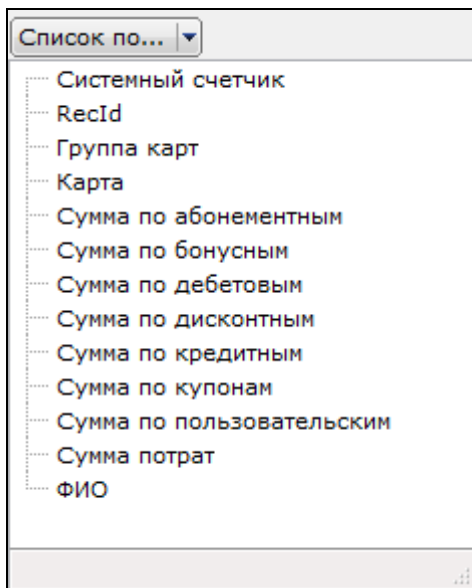 Список по...
Системный счетчик
RecId
Группа карт
Карта
Сумма по абонементным
Сумма по бонусным
Сумма по дебетовым
Сумма по дисконтным
Сумма по кредитным
Сумма по купонам
Сумма по пользовательским
Сумма потрат
ФИО